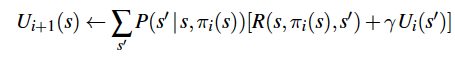 U_{i+1}(s) ← ∑_{s′} P(s′ | s, π_i(s))[R(s, π_i(s), s′) + γ U_i(s′)]